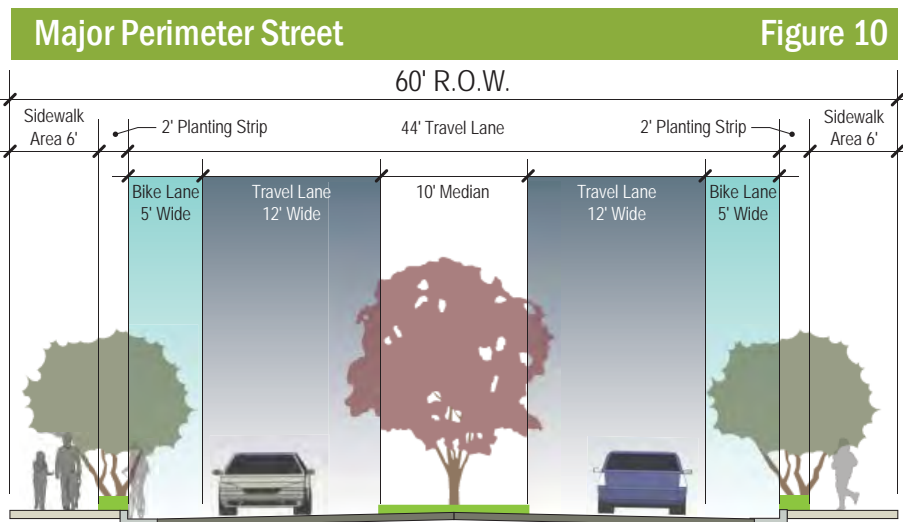 Major Perimeter Street
Figure 10
60' R.O.W.
Sidewalk
Area 6'
2' Planting Strip
44' Travel Lane
2' Planting Strip
Sidewalk
Area 6'
Bike Lane
5' Wide
Travel Lane
12' Wide
10' Median
Travel Lane
12' Wide
Bike Lane
5' Wide